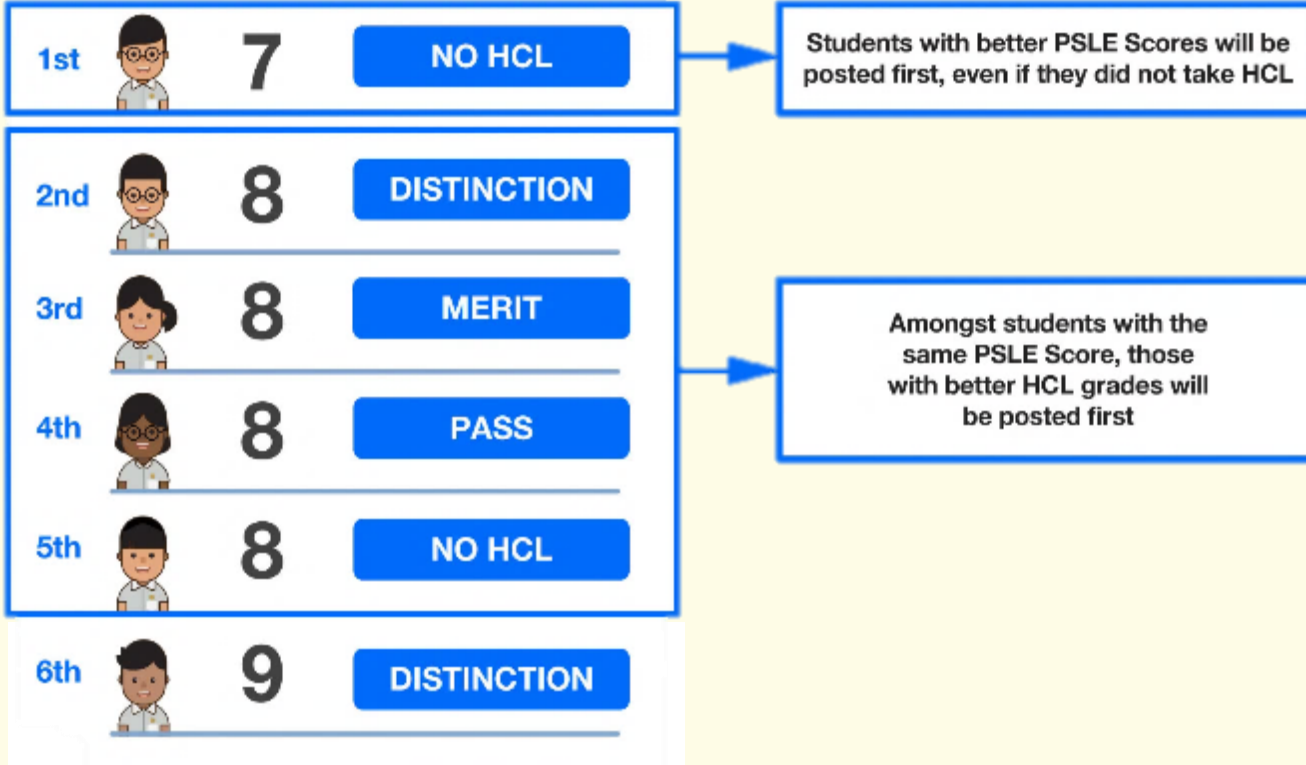 1st 7 NO HCL
Students with better PSLE Scores will be
posted first, even if they did not take HCL
2nd 8 DISTINCTION
3rd 8 MERIT
4th 8 PASS
5th 8 NO HCL
Amongst students with the
same PSLE Score, those
with better HCL grades will
be posted first
6th 9 DISTINCTION